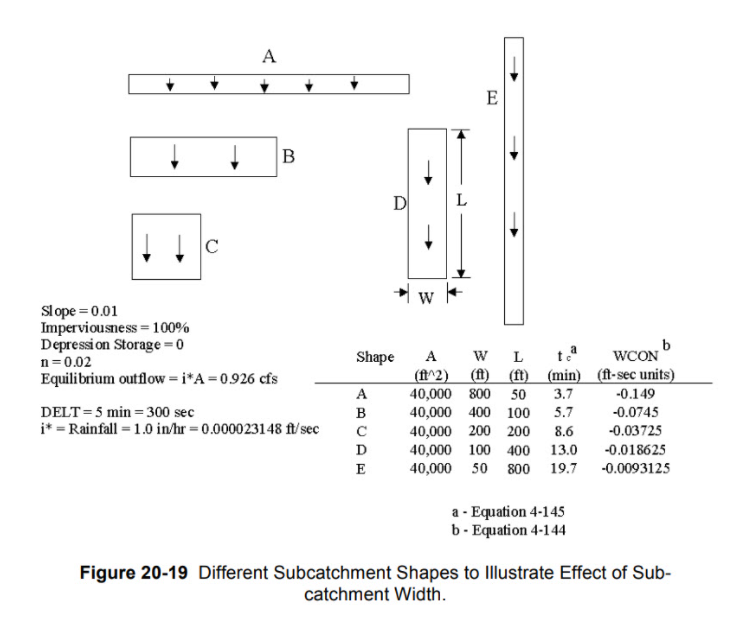 A
E
B
D
L
C
W
Slope = 0.01
Imperviousness = 100%
Depression Storage = 0
n = 0.02
Equilibrium outflow = i*A = 0.926 cfs
DELT = 5 min = 300 sec
i* = Rainfall = 1.0 in/hr = 0.000023148 ft/sec
Shape A W L t c a WCON b
(ft^2) (ft) (ft) (min) (ft-sec units)
A 40,000 800 50 3.7 -0.149
B 40,000 400 100 5.7 -0.0745
C 40,000 200 200 8.6 -0.03725
D 40,000 100 400 13.0 -0.018625
E 40,000 50 800 19.7 -0.0093125
a - Equation 4-145
b - Equation 4-144
Figure 20-19 Different Subcatchment Shapes to Illustrate Effect of Sub-
catchment Width.